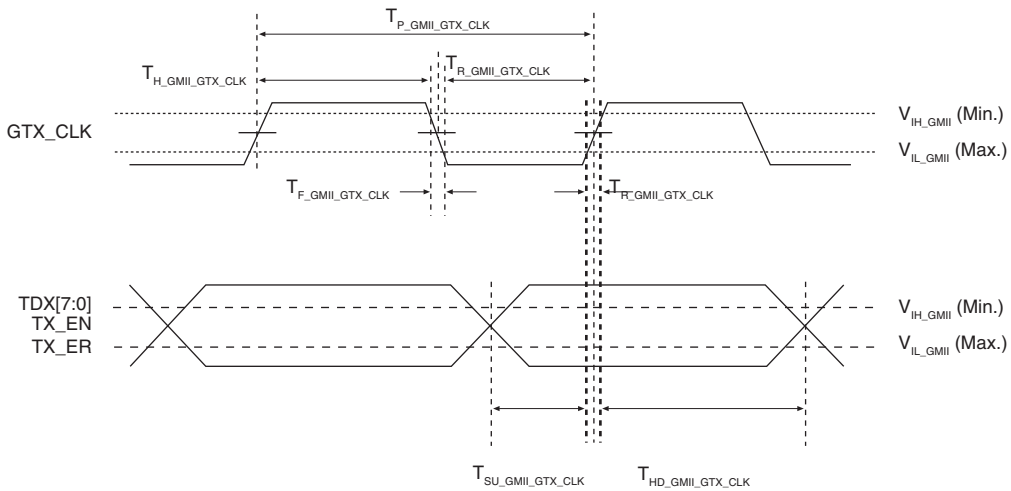 T_P_GMII_GTX_CLK
T_H_GMII_GTX_CLK
T_R_GMII_GTX_CLK
GTX_CLK
V_IH_GMII (Min.)
V_IL_GMII (Max.)
T_F_GMII_GTX_CLK
T_R_GMII_GTX_CLK
TDX[7:0]
TX_EN
TX_ER
V_IH_GMII (Min.)
V_IL_GMII (Max.)
T_SU_GMII_GTX_CLK
T_HD_GMII_GTX_CLK